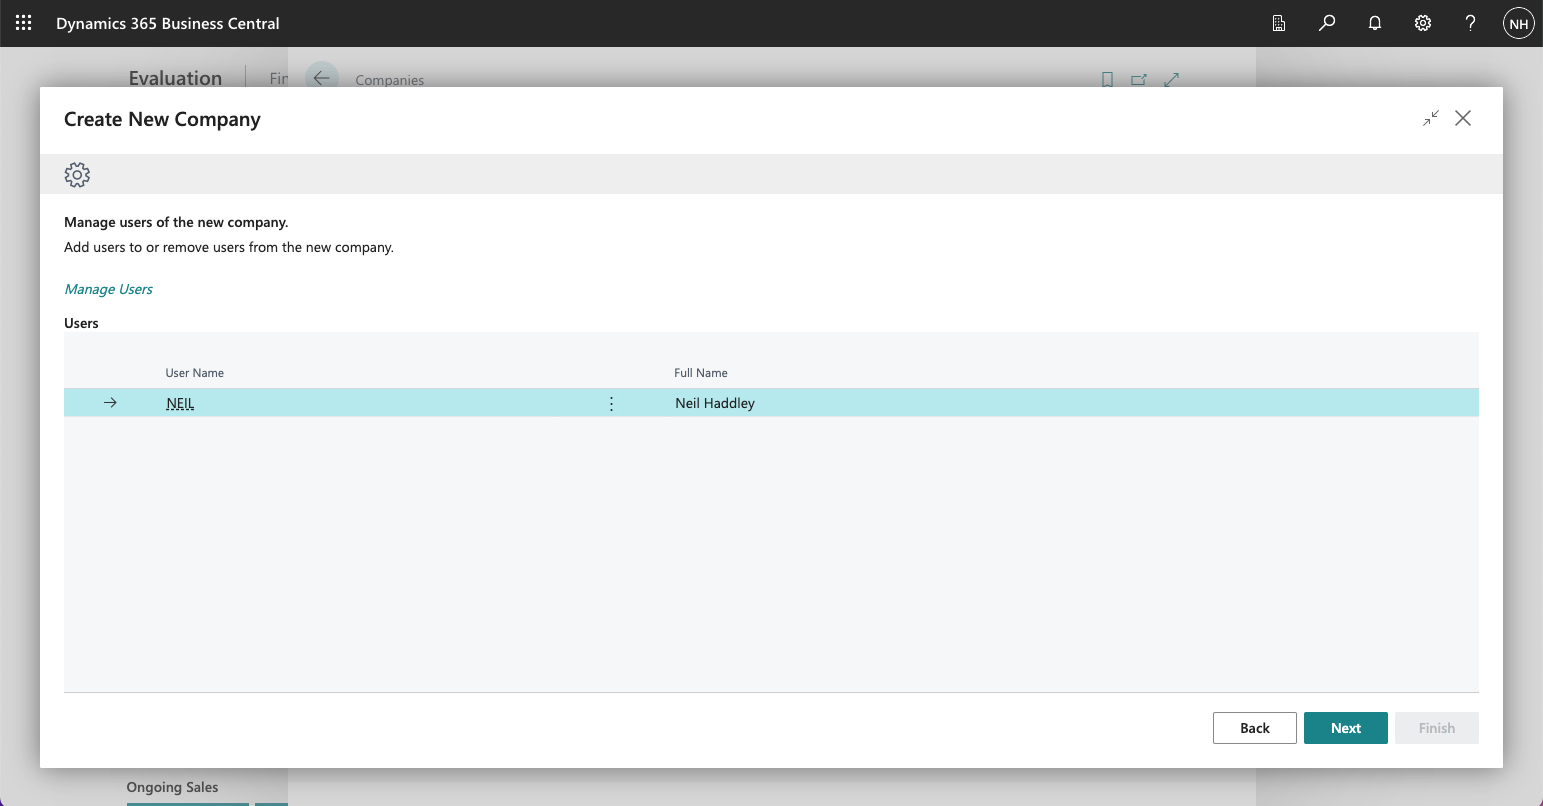 Dynamics 365 Business Central
NH
Evaluation
Fin
Companies
Create New Company
Manage users of the new company.
Add users to or remove users from the new company.
Manage Users
Users
User Name Full Name
NEIL Neil Haddley
Back Next Finish
Ongoing Sales